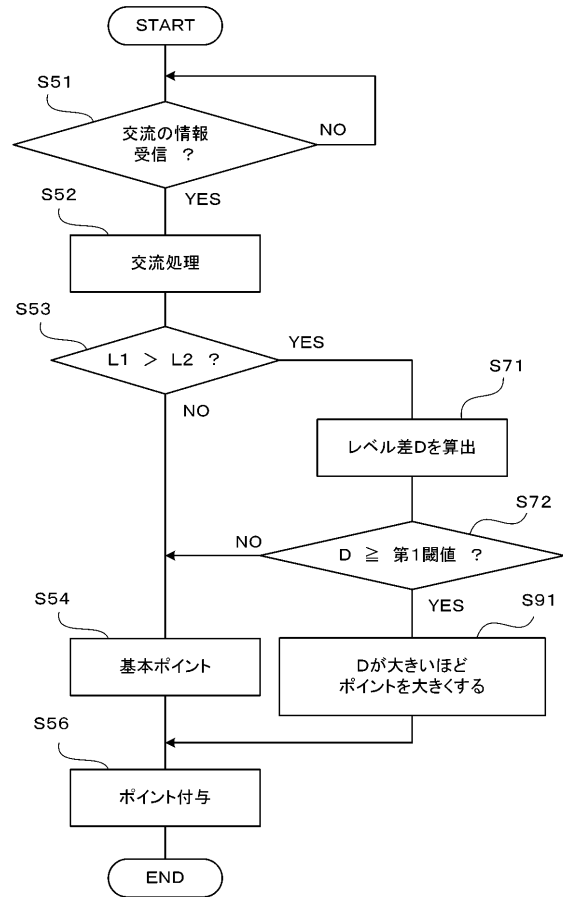 START
S51
交流の情報
受信 ?
NO
YES
S52
交流処理
S53
L1 > L2 ?
YES
NO
S71
レベル差Dを算出
S72
D ≧ 第1閾値 ?
NO
YES
S54
基本ポイント
S91
Dが大きいほど
ポイントを大きくする
S56
ポイント付与
END